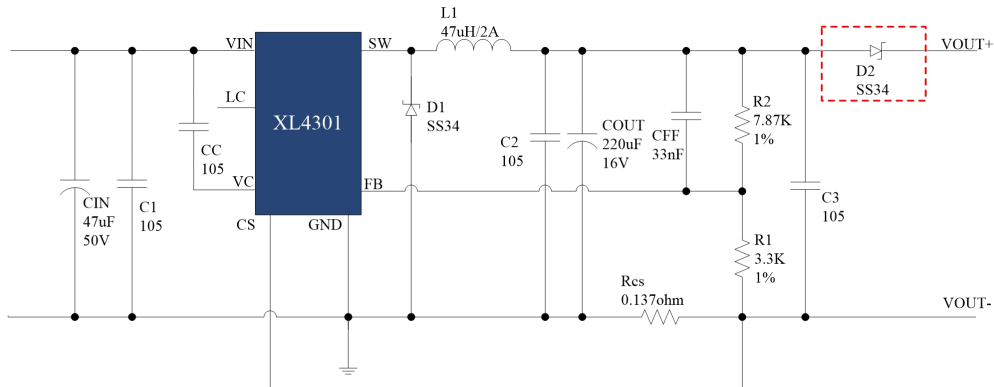 L1
47uH/2A
VIN
SW
VOUT+
D2
SS34
LC
XL4301
D1
SS34
R2
7.87K
1%
C2
105
COUT
220uF
16V
CFF
33nF
CC
105
VC
FB
CIN
47uF
50V
C1
105
C3
105
CS
GND
R1
3.3K
1%
Rcs
0.137ohm
VOUT-